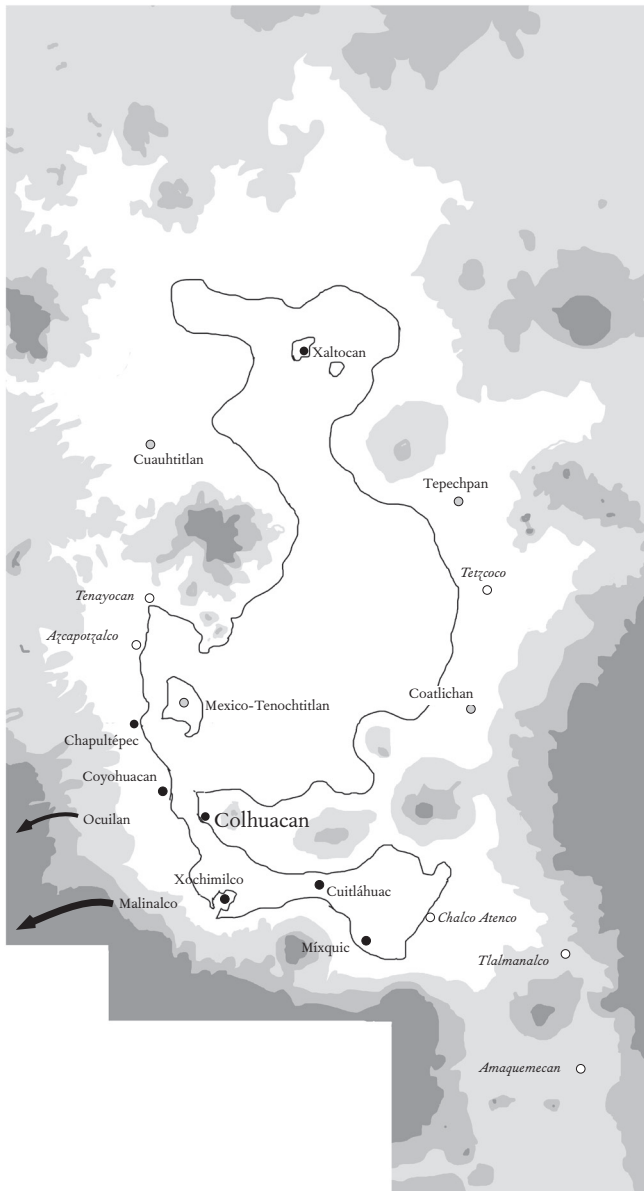 Xaltocan
Cuauhtitlan
Tepechpan
Tetzcoco
Tenayocan
Azcapotzalco
Coatlichan
Mexico-Tenochtitlan
Chapultépec
Coyohuacan
Ocuilan
Colhuacan
Xochimilco
Cuitláhuac
Malinalco
Chalco Atenco
Míxquic
Tlalmanalco
Amaquemecan